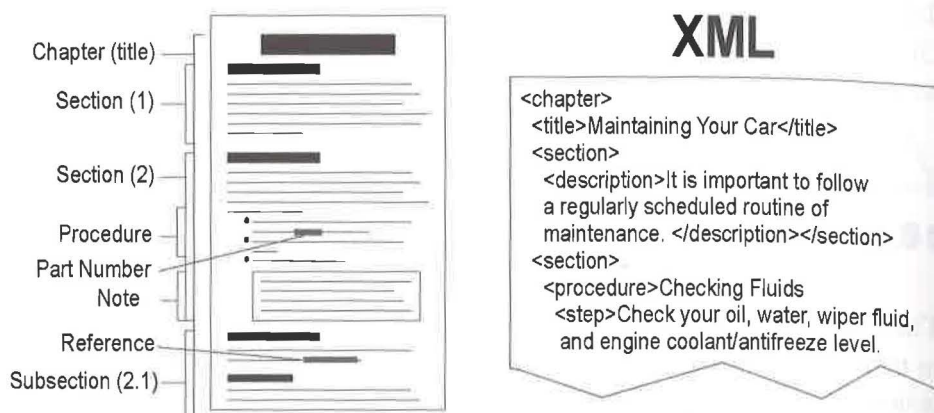 Chapter (title)
Section (1)
Section (2)
Procedure
Part Number
Note
Reference
Subsection (2.1)
XML
<chapter>
<title>Maintaining Your Car</title>
<section>
<description>It is important to follow
a regularly scheduled routine of
maintenance. </description></section>
<section>
<procedure>Checking Fluids
<step>Check your oil, water, wiper fluid,
and engine coolant/antifreeze level.